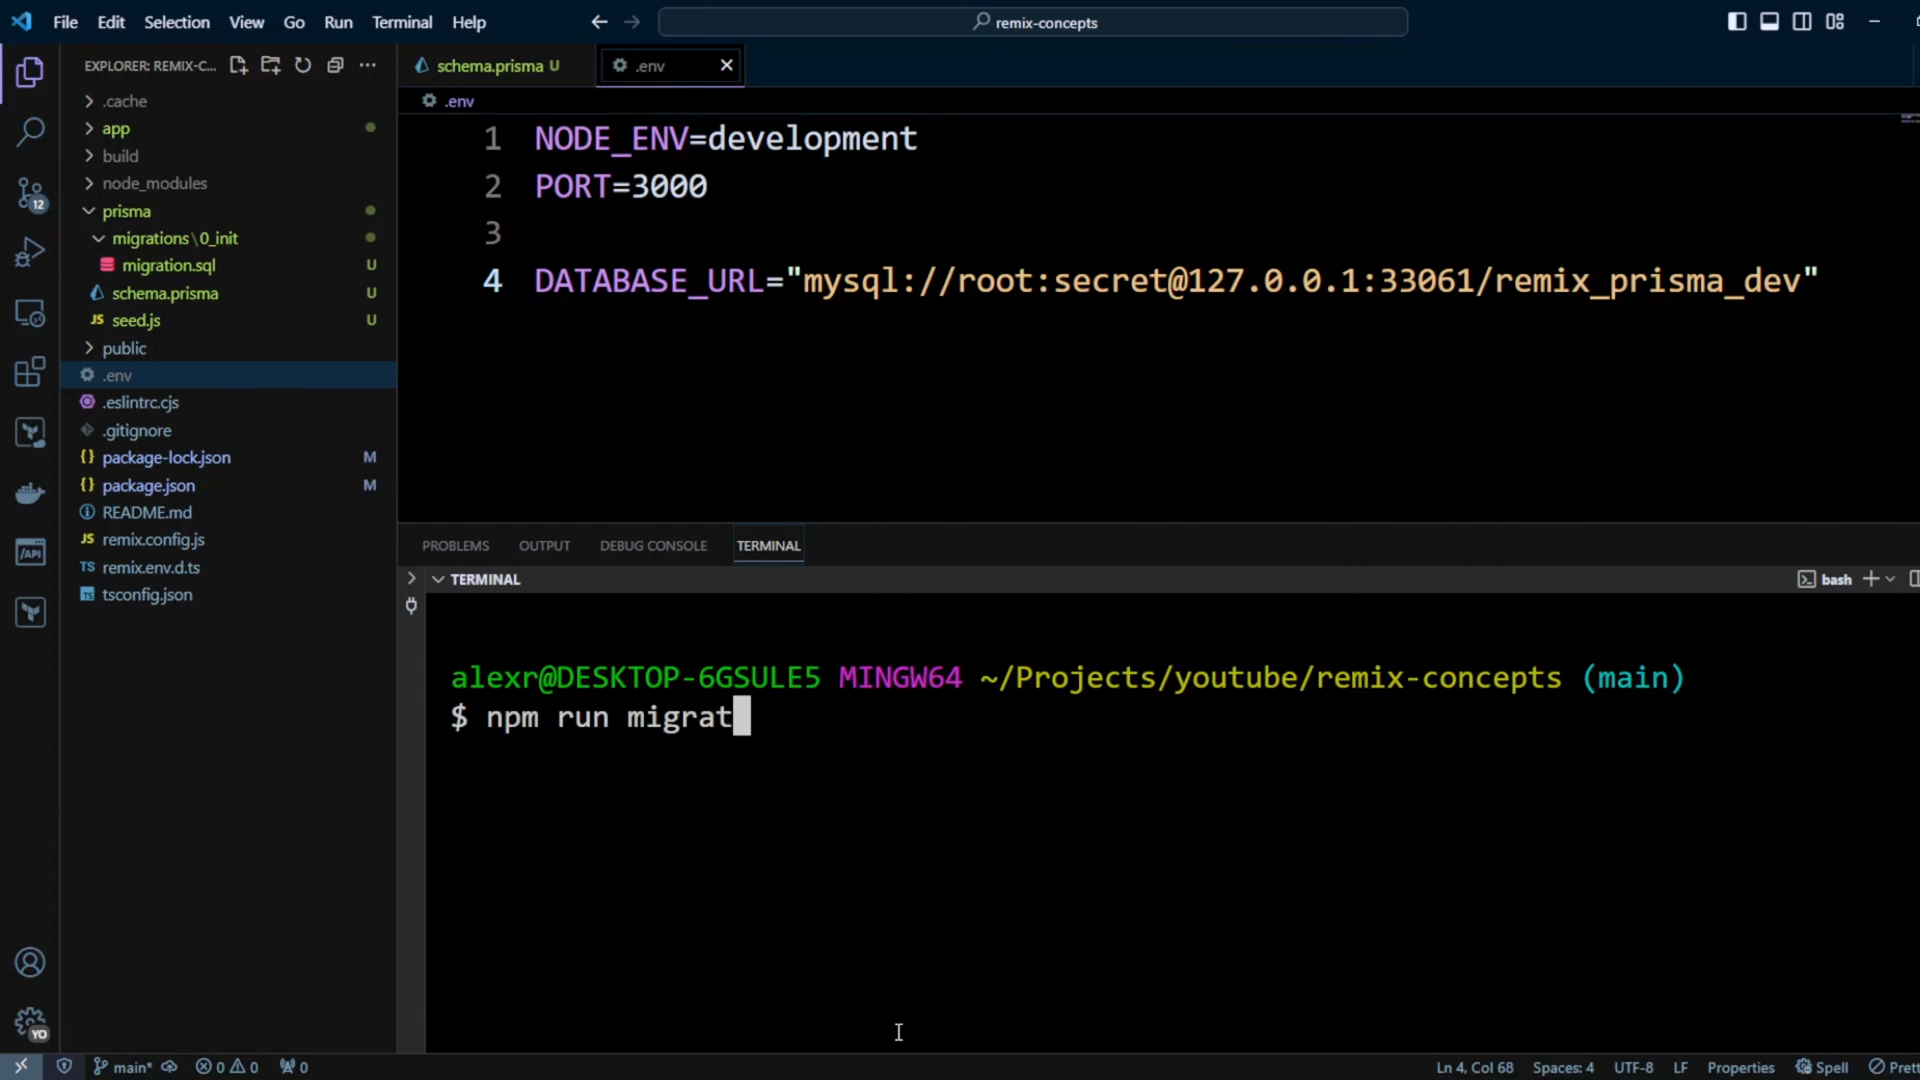 File Edit Selection View Go Run Terminal Help
remix-concepts
EXPLORER: REMIX-C...
.cache
app
build
node_modules
prisma
migrations\0_init
migration.sql U
schema.prisma U
seed.js U
public
.env
.eslintrc.cjs
.gitignore
package-lock.json M
package.json M
README.md
remix.config.js
remix.env.d.ts
tsconfig.json
12
/API
YO
schema.prisma U
.env
.env
1 NODE_ENV=development
2 PORT=3000
3
4 DATABASE_URL="mysql://root:secret@127.0.0.1:33061/remix_prisma_dev"
PROBLEMS OUTPUT DEBUG CONSOLE TERMINAL
TERMINAL
bash
alexr@DESKTOP-6GSULE5 MINGW64 ~/Projects/youtube/remix-concepts (main)
$ npm run migrat
main* 0 0 0 Ln 4, Col 68 Spaces: 4 UTF-8 LF Properties Spell Prett